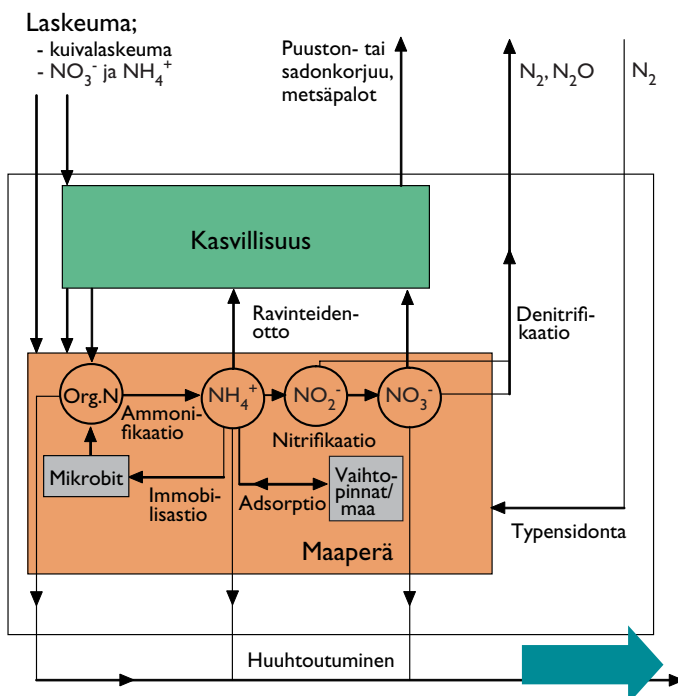 Laskeuma;
- kuivalaskeuma
- NO₃⁻ ja NH₄⁺
Puuston- tai
sadonkorjuu,
metsäpalot
N₂, N₂O
N₂
Kasvillisuus
Ravinteiden-
otto
Denitrifi-
kaatio
Org.N
NH₄⁺
NO₂⁻
NO₃⁻
Ammoni-
fikaatio
Nitrifikaatio
Mikrobit
Immobi-
lisastio
Adsorptio
Vaihto-
pinnat/
maa
Typensidonta
Maaperä
Huuhtoutuminen